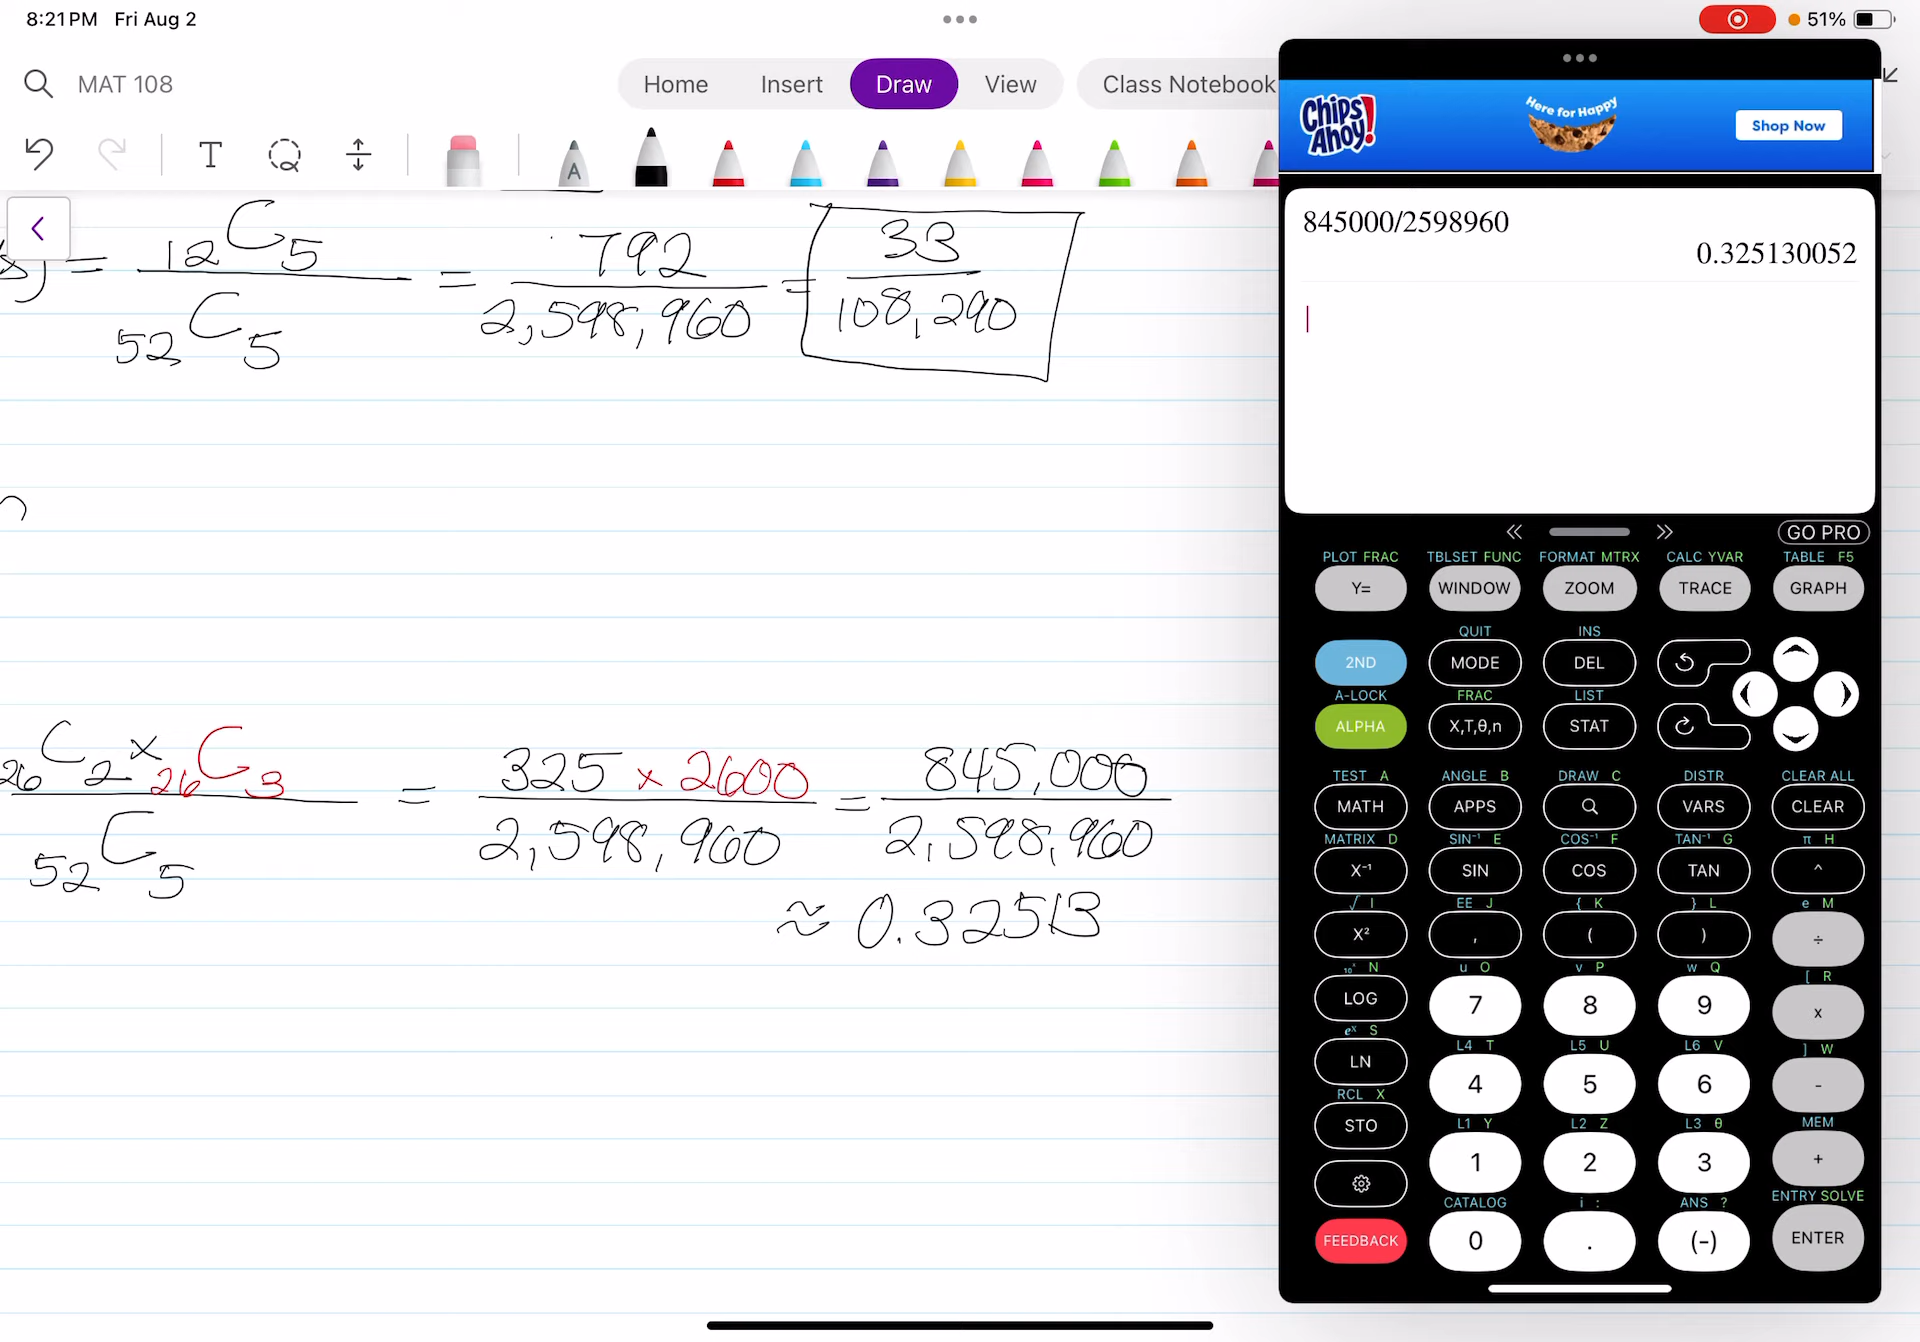 8:21 PM Fri Aug 2
51%
MAT 108
Home Insert Draw View Class Notebook
T
A
Chips Ahoy!
Here for Happy
Shop Now
845000/2598960
0.325130052
s) = 12C5 / 52C5 = 792 / 2,598,960 = 33 / 108,290
26C2 × 26C3 / 52C5 = 325 × 2600 / 2,598,960 = 845,000 / 2,598,960
≈ 0.32513
GO PRO
PLOT FRAC TBLSET FUNC FORMAT MTRX CALC YVAR TABLE F5
Y= WINDOW ZOOM TRACE GRAPH
QUIT INS
2ND MODE DEL
A-LOCK FRAC LIST
ALPHA X,T,θ,n STAT
TEST A ANGLE B DRAW C DISTR CLEAR ALL
MATH APPS VARS CLEAR
MATRIX D SIN⁻¹ E COS⁻¹ F TAN⁻¹ G π H
X⁻¹ SIN COS TAN ^
√ I EE J { K } L e M
X² , ( ) ÷
10ˣ N u O v P w Q [ R
LOG 7 8 9 x
eˣ S L4 T L5 U L6 V ] W
LN 4 5 6 -
RCL X L1 Y L2 Z L3 θ MEM
STO 1 2 3 +
CATALOG i : ANS ? ENTRY SOLVE
FEEDBACK 0 . (-) ENTER